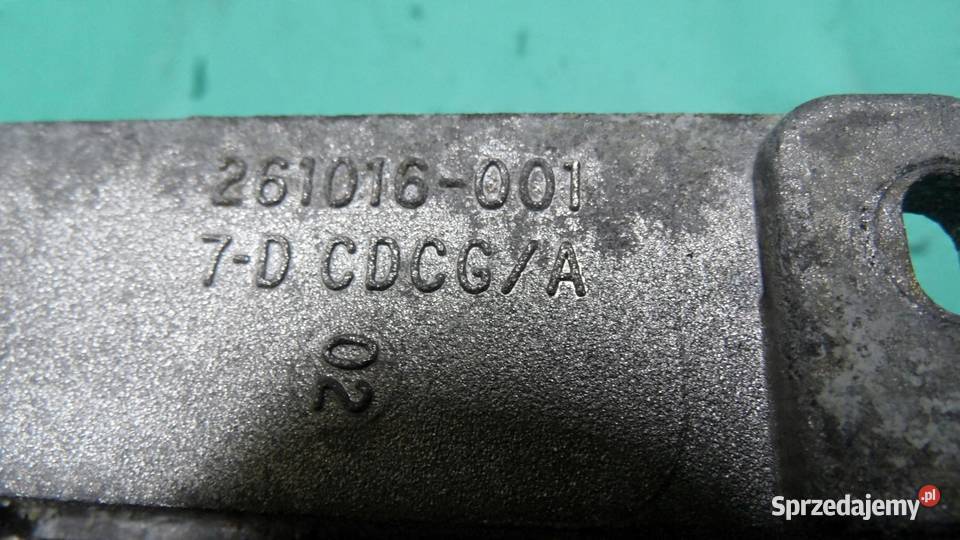 261016-001
7-D CDCG/A
02
Sprzedajemy.pl